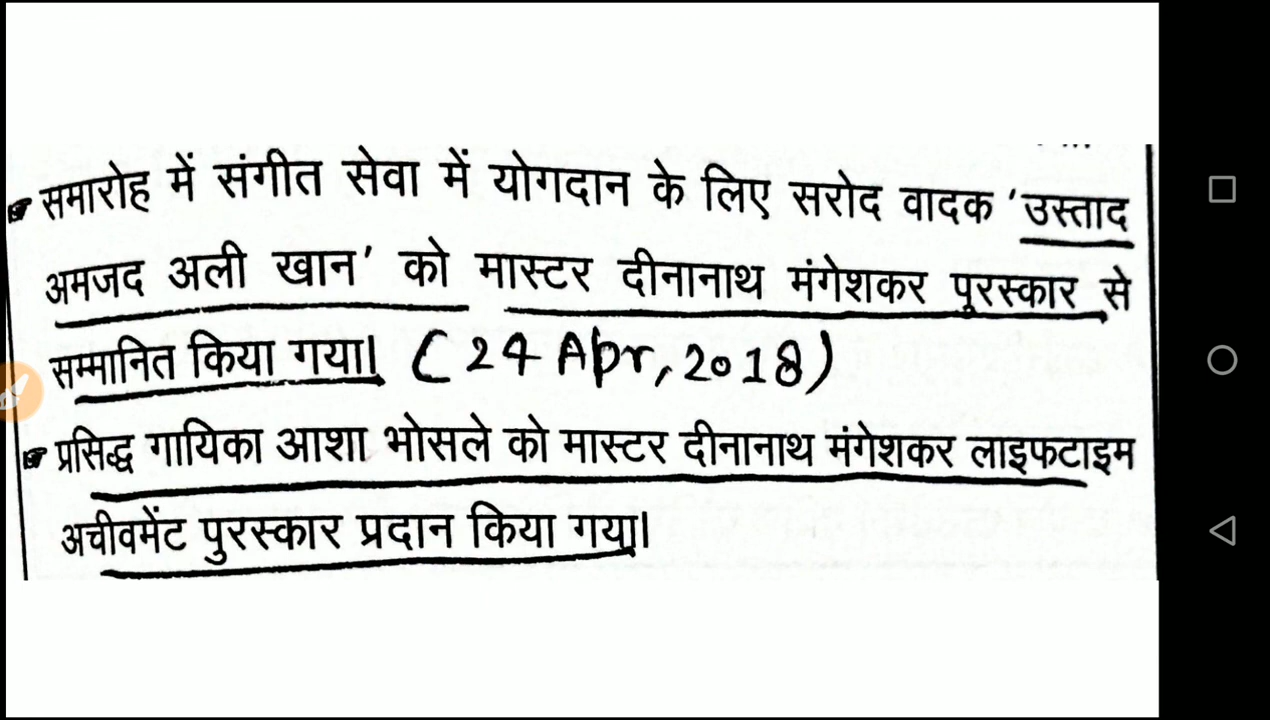 समारोह में संगीत सेवा में योगदान के लिए सरोद वादक 'उस्ताद
अमजद अली खान' को मास्टर दीनानाथ मंगेशकर पुरस्कार से
सम्मानित किया गया। (24 Apr, 2018)
प्रसिद्ध गायिका आशा भोसले को मास्टर दीनानाथ मंगेशकर लाइफटाइम
अचीवमेंट पुरस्कार प्रदान किया गया।